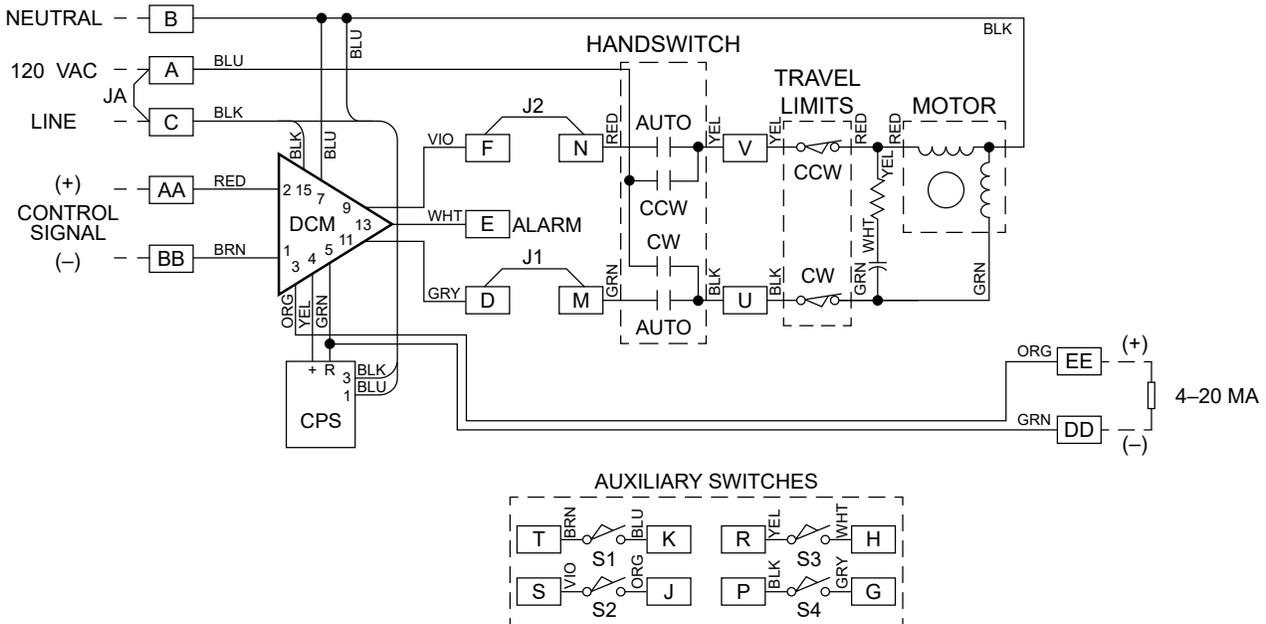 NEUTRAL
B
BLU
BLK
HANDSWITCH
120 VAC
A
BLU
JA
TRAVEL
LIMITS
MOTOR
LINE
C
BLK
BLK
BLU
J2
AUTO
VIO
F
N
RED
YEL
V
YEL
RED
RED
CCW
YEL
(+)
AA
RED
2
15
7
9
CCW
CONTROL
SIGNAL
DCM
13
WHT
E
ALARM
11
CW
WHT
(–)
BB
BRN
1
3
4
5
J1
CW
GRY
D
M
GRN
BLK
U
BLK
GRN
GRN
ORG
YEL
GRN
AUTO
+
R
3
BLK
1
BLU
CPS
ORG
EE
(+)
4–20 MA
GRN
DD
(–)
AUXILIARY SWITCHES
T
BRN
BLU
K
R
YEL
WHT
H
S1
S3
S
VIO
ORG
J
P
BLK
GRY
G
S2
S4